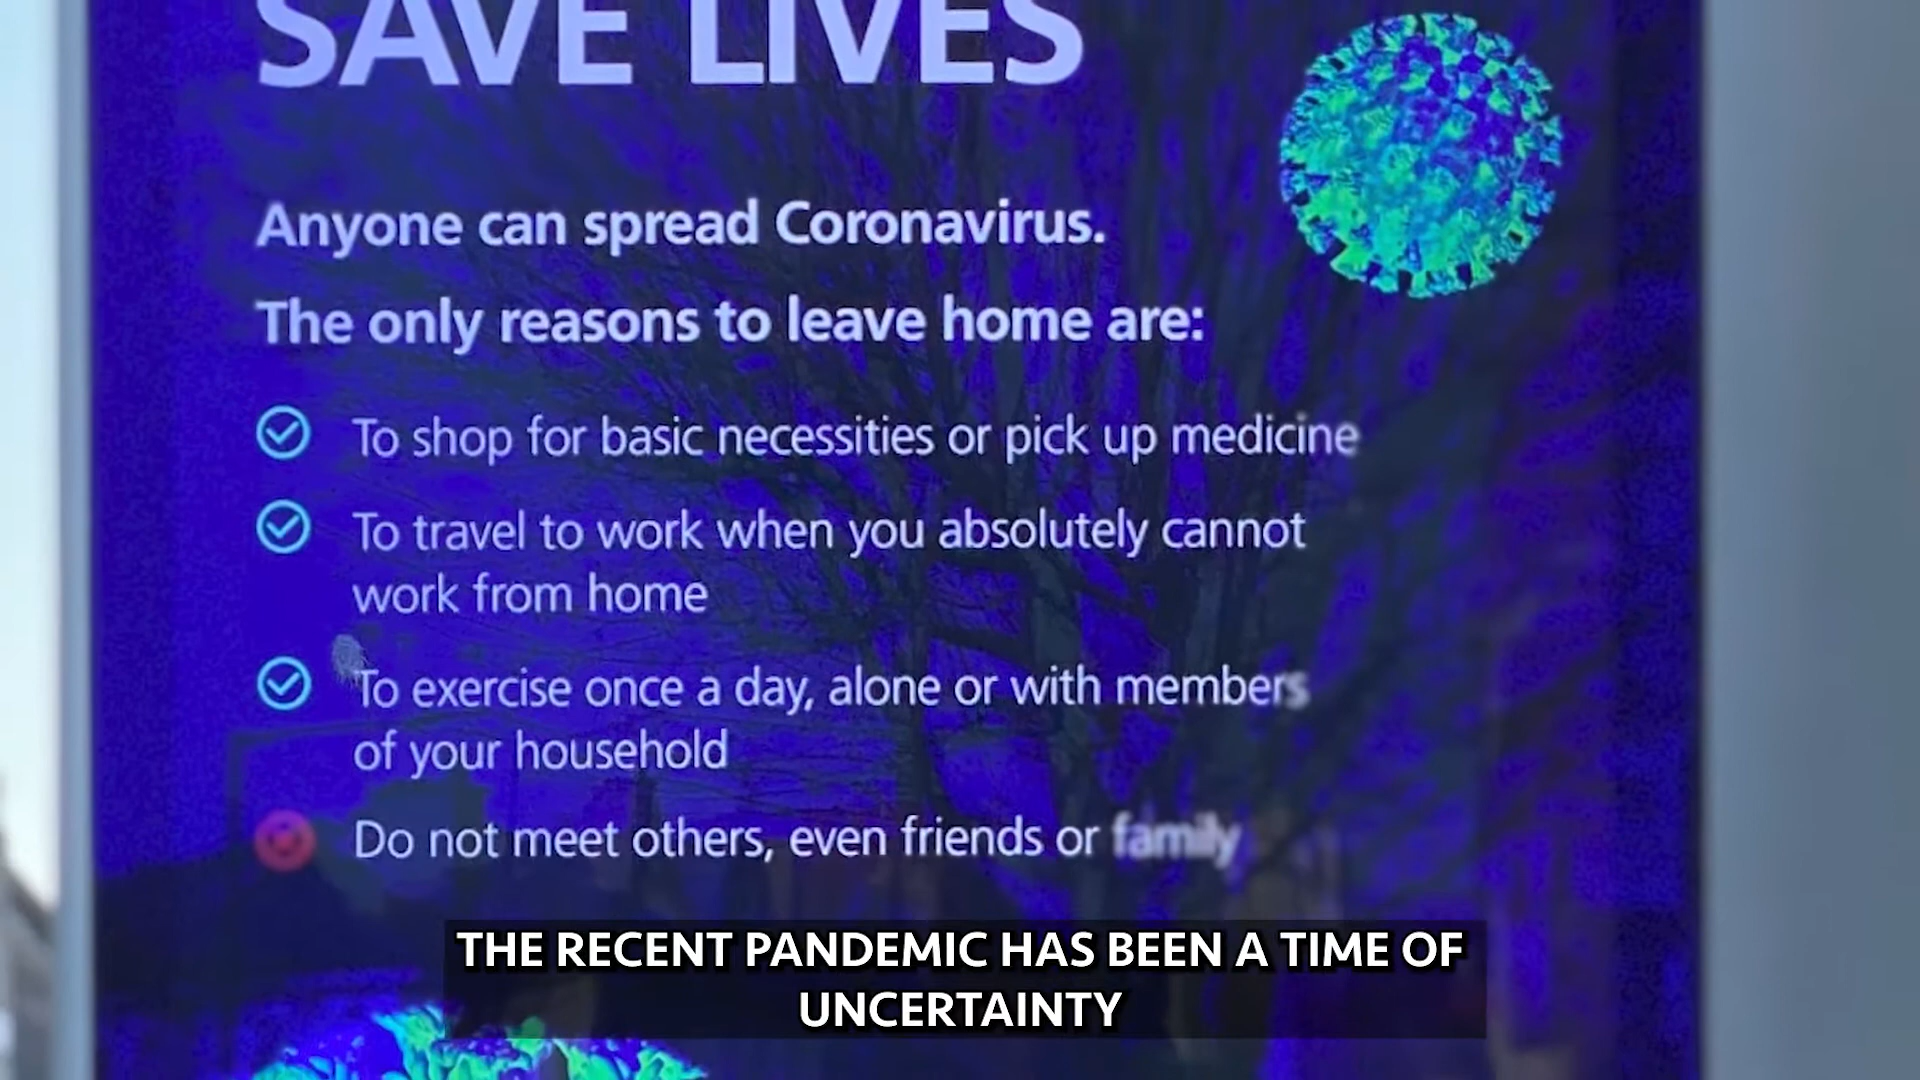 SAVE LIVES
Anyone can spread Coronavirus.
The only reasons to leave home are:
To shop for basic necessities or pick up medicine
To travel to work when you absolutely cannot
work from home
To exercise once a day, alone or with members
of your household
Do not meet others, even friends or family
THE RECENT PANDEMIC HAS BEEN A TIME OF
UNCERTAINTY